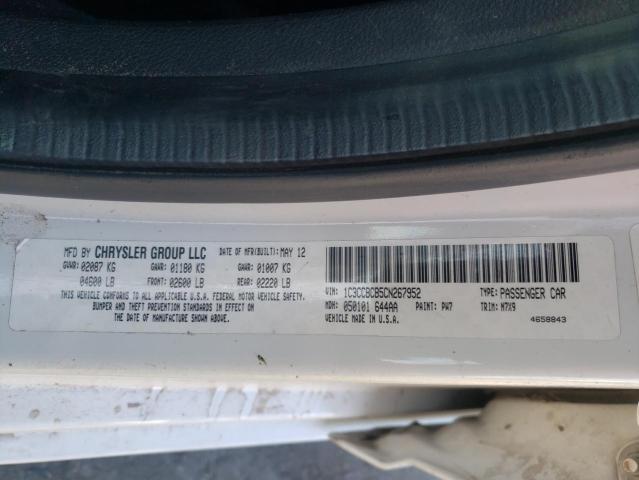 MFD BY CHRYSLER GROUP LLC DATE OF MFR(BUILT): MAY 12
GVWR: 02087 KG GAWR: 01180 KG GAWR: 01007 KG
04600 LB FRONT: 02600 LB REAR: 02220 LB
THIS VEHICLE CONFORMS TO ALL APPLICABLE U.S.A. FEDERAL MOTOR VEHICLE SAFETY,
BUMPER AND THEFT PREVENTION STANDARDS IN EFFECT ON
THE DATE OF MANUFACTURE SHOWN ABOVE.
VIN: 1C3CCBCB5CN267952 TYPE: PASSENGER CAR
MDH: 050101 644AA PAINT: PW7 TRIM: M7X9
VEHICLE MADE IN U.S.A. 4658843